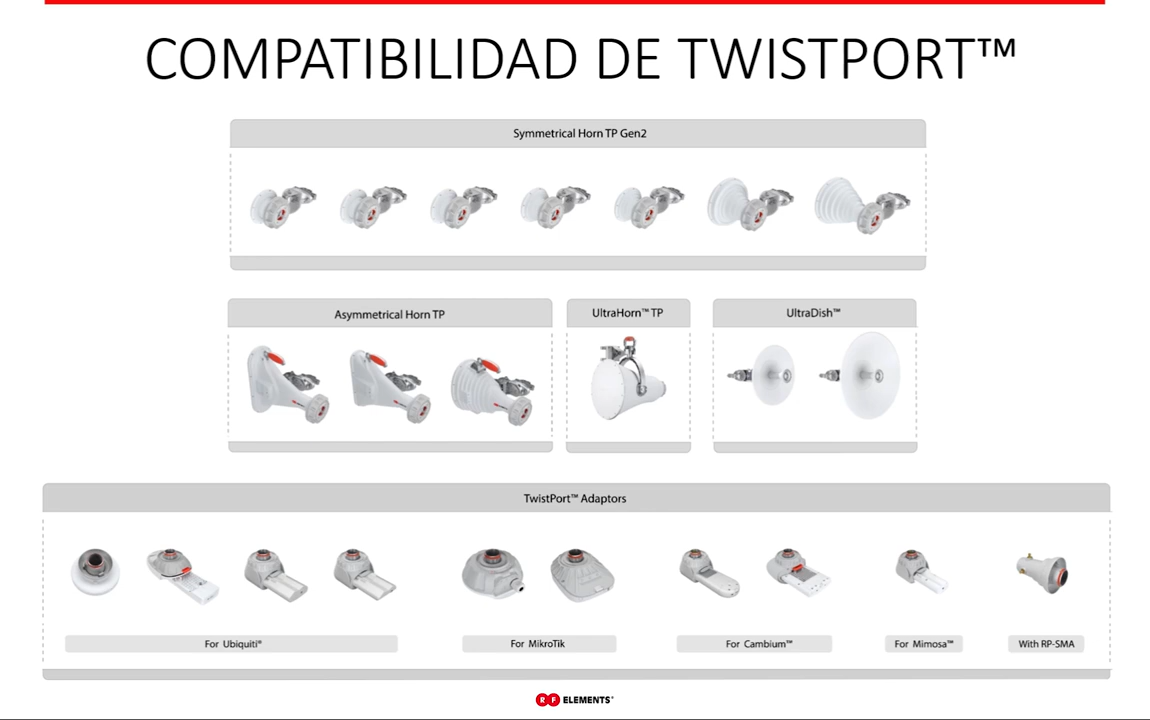 COMPATIBILIDAD DE TWISTPORT™
Symmetrical Horn TP Gen2
Asymmetrical Horn TP
UltraHorn™ TP
UltraDish™
TwistPort™ Adaptors
For Ubiquiti®
For MikroTik
For Cambium™
For Mimosa™
With RP-SMA
RF ELEMENTS®